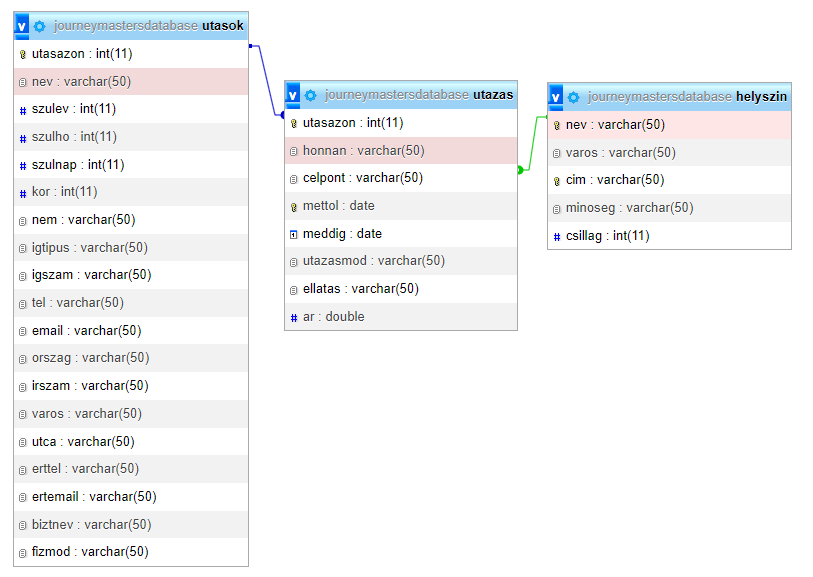 journeymastersdatabase utasok
utasazon : int(11)
nev : varchar(50)
szulev : int(11)
szulho : int(11)
szulnap : int(11)
kor : int(11)
nem : varchar(50)
igtipus : varchar(50)
igszam : varchar(50)
tel : varchar(50)
email : varchar(50)
orszag : varchar(50)
irszam : varchar(50)
varos : varchar(50)
utca : varchar(50)
erttel : varchar(50)
ertemail : varchar(50)
biztnev : varchar(50)
fizmod : varchar(50)
journeymastersdatabase utazas
utasazon : int(11)
honnan : varchar(50)
celpont : varchar(50)
mettol : date
meddig : date
utazasmod : varchar(50)
ellatas : varchar(50)
ar : double
journeymastersdatabase helyszin
nev : varchar(50)
varos : varchar(50)
cim : varchar(50)
minoseg : varchar(50)
csillag : int(11)